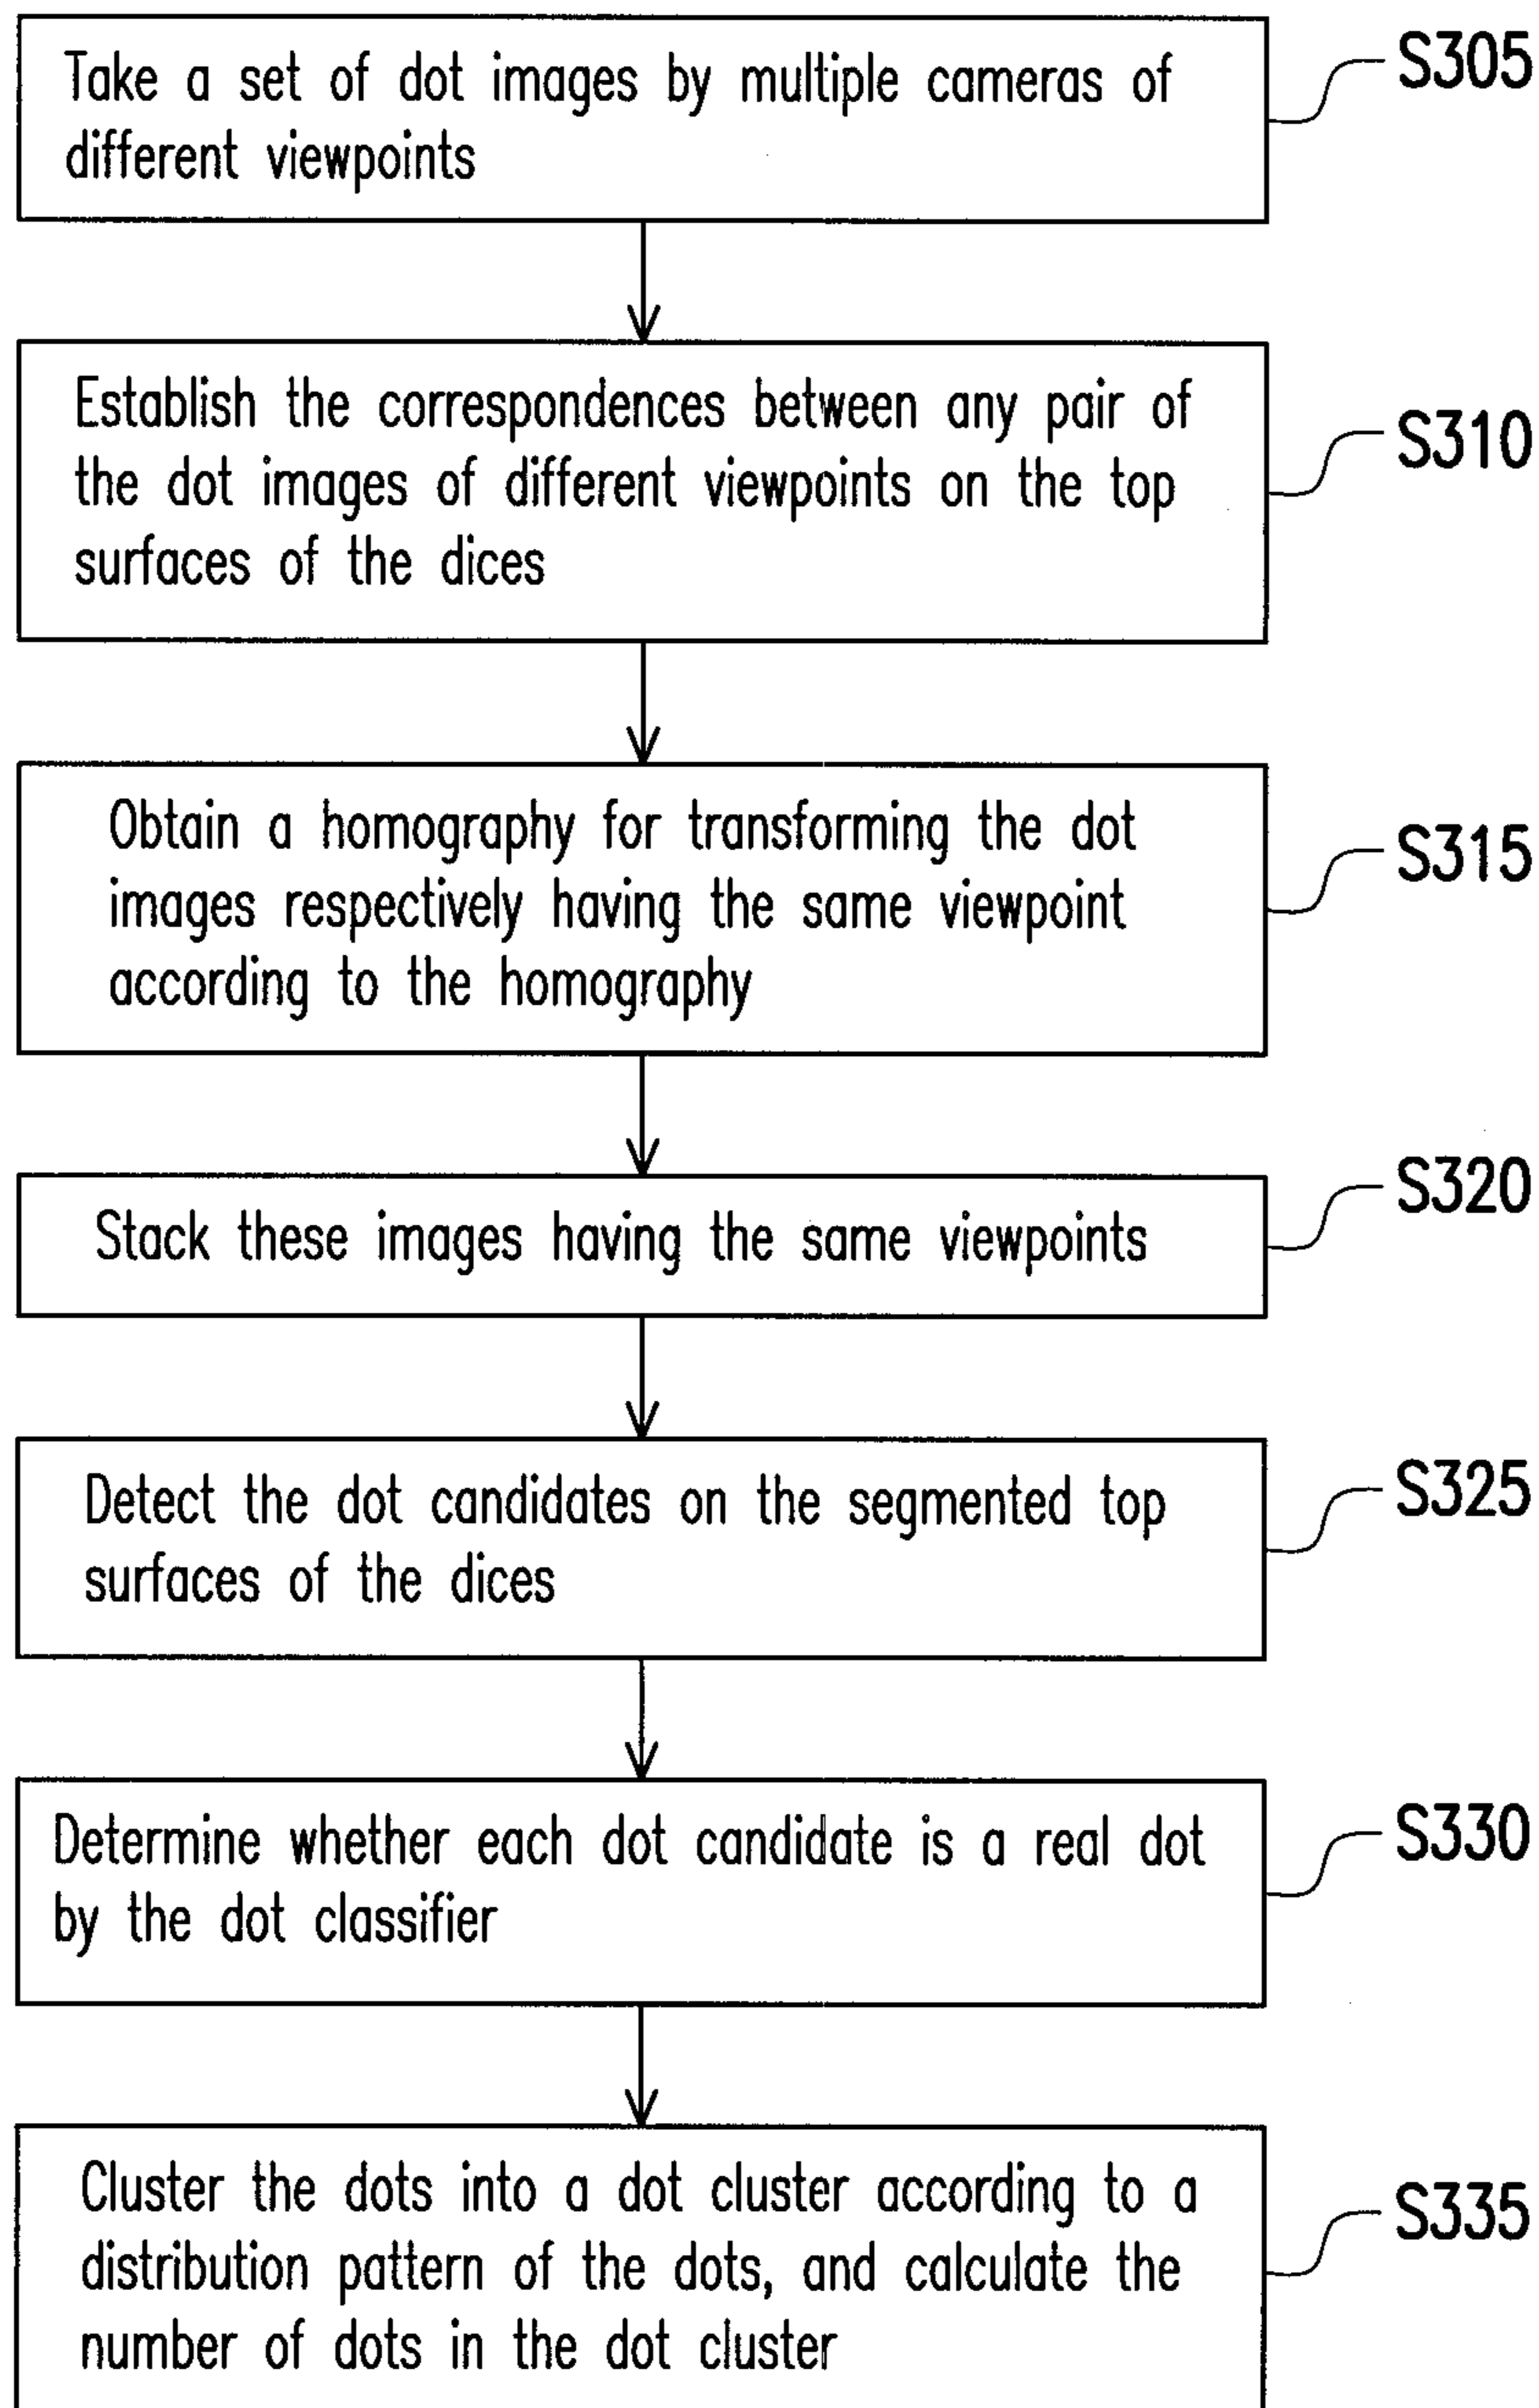 Take a set of dot images by multiple cameras of
different viewpoints
S305
Establish the correspondences between any pair of
the dot images of different viewpoints on the top
surfaces of the dices
S310
Obtain a homography for transforming the dot
images respectively having the same viewpoint
according to the homography
S315
Stack these images having the same viewpoints
S320
Detect the dot candidates on the segmented top
surfaces of the dices
S325
Determine whether each dot candidate is a real dot
by the dot classifier
S330
Cluster the dots into a dot cluster according to a
distribution pattern of the dots, and calculate the
number of dots in the dot cluster
S335